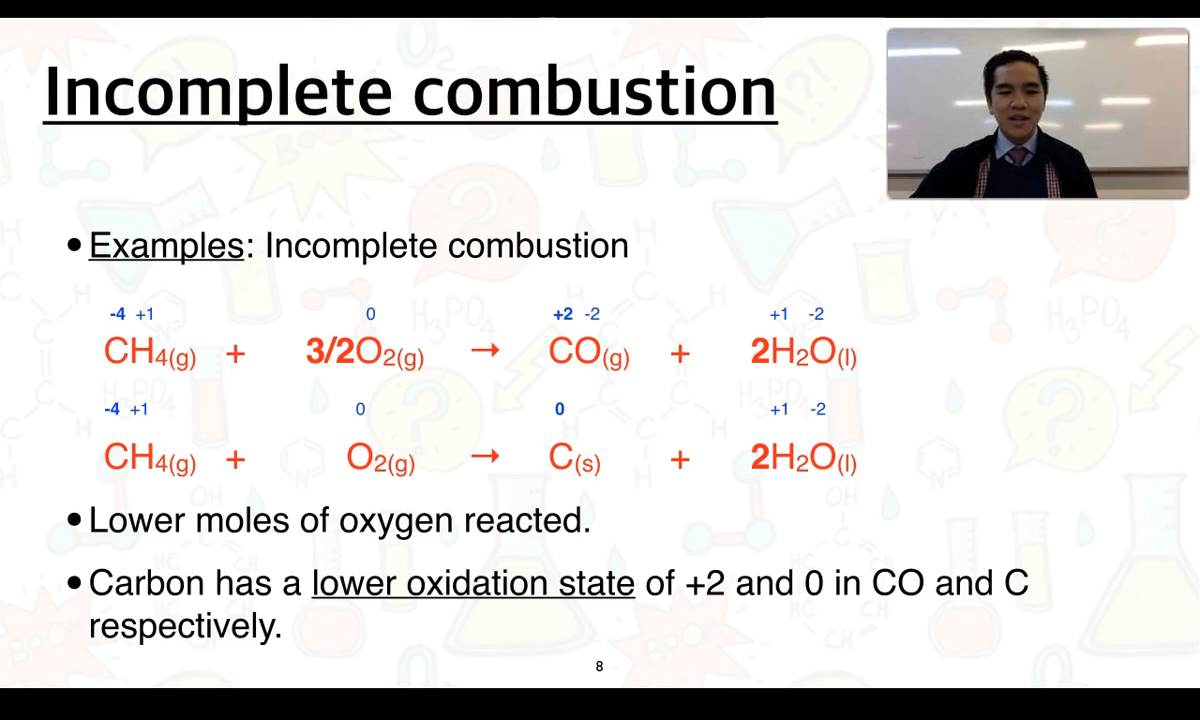 Incomplete combustion
• Examples: Incomplete combustion
-4 +1 0 +2 -2 +1 -2
CH4(g) + 3/2O2(g) → CO(g) + 2H2O(l)
-4 +1 0 0 +1 -2
CH4(g) + O2(g) → C(s) + 2H2O(l)
• Lower moles of oxygen reacted.
• Carbon has a lower oxidation state of +2 and 0 in CO and C
respectively.
8